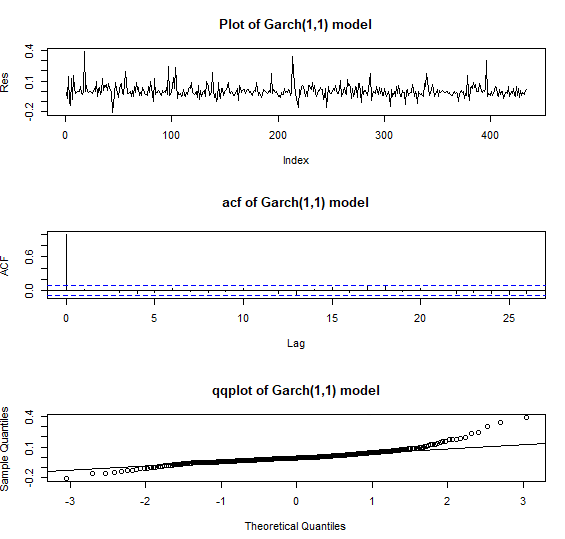 Plot of Garch(1,1) model
Res
-0.2 0.1 0.4
0 100 200 300 400
Index
acf of Garch(1,1) model
ACF
0.0 0.6
0 5 10 15 20 25
Lag
qqplot of Garch(1,1) model
Sample Quantiles
-0.2 0.1 0.4
-3 -2 -1 0 1 2 3
Theoretical Quantiles